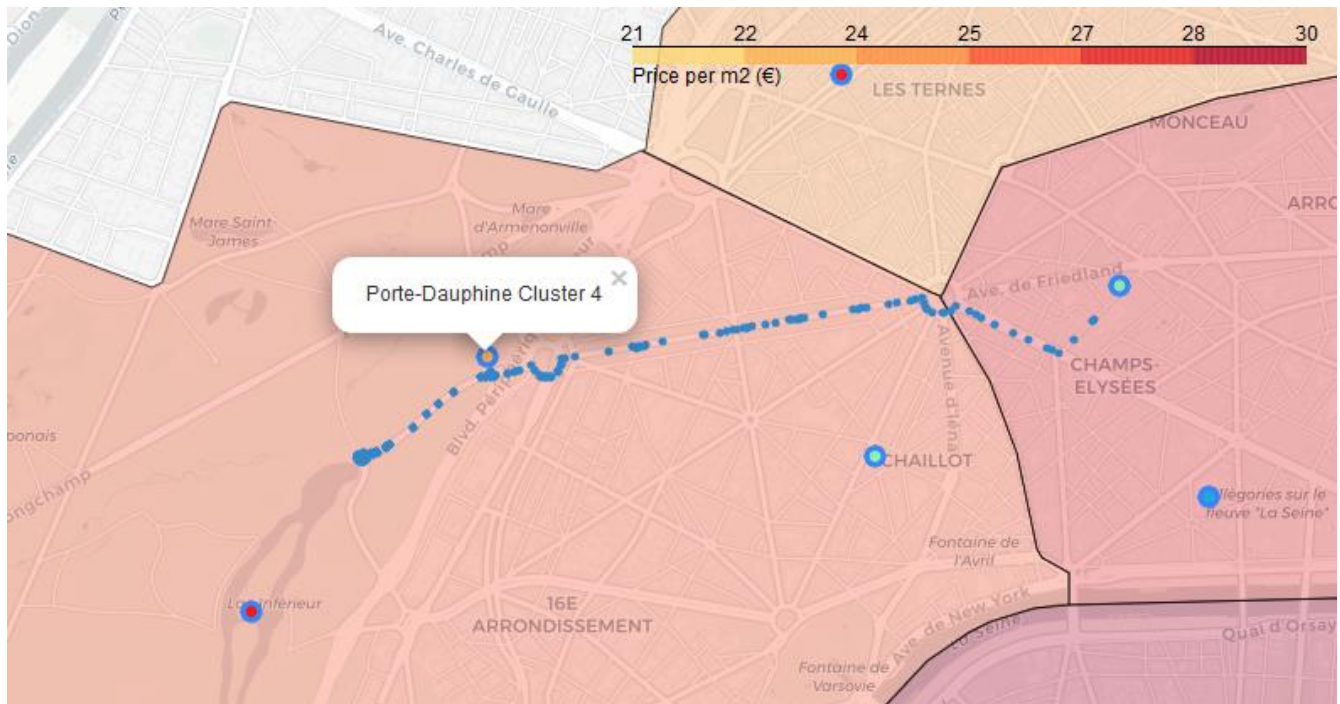 Ave. Charles de Gaulle
21 22 24 25 27 28 30
Price per m2 (€)
LES TERNES
MONCEAU
Mare Saint-
James
Mare
d'Armenonville
Porte-Dauphine Cluster 4
×
Ave. de Friedland
Blvd. Périphérique
Avenue d'Iéna
CHAMPS-
ELYSÉES
CHAILLOT
Allégories sur le
fleuve "La Seine"
Fontaine de
l'Avril
Lac Inférieur
16E
ARRONDISSEMENT
Ave. de New York
La Seine
Quai d'Orsay
Fontaine de
Varsovie